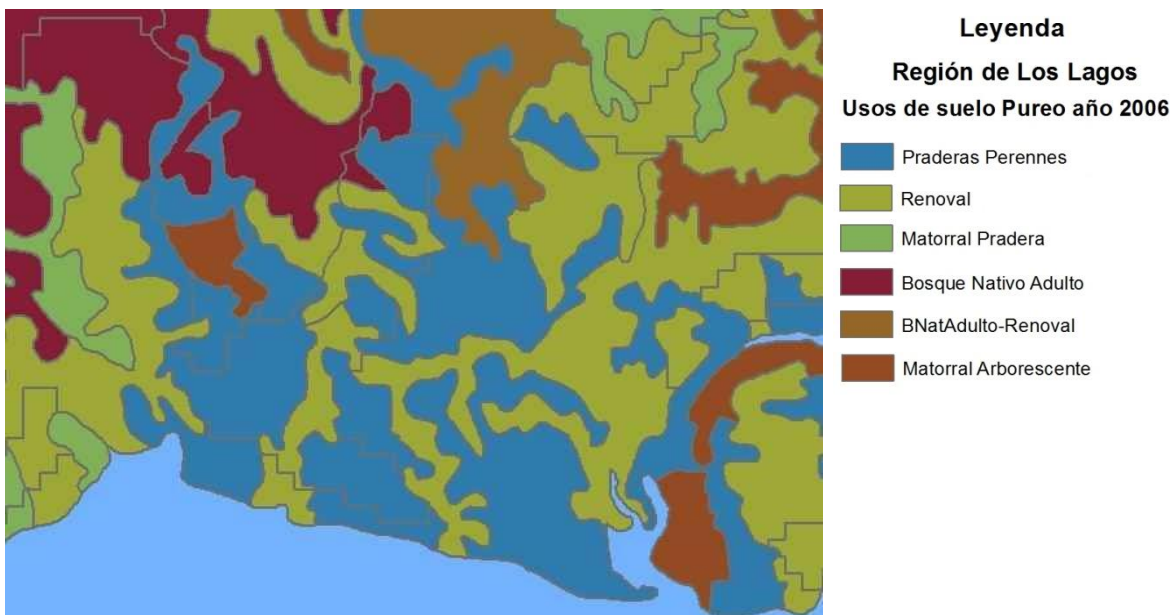 Leyenda
Región de Los Lagos
Usos de suelo Pureo año 2006
Praderas Perennes
Renoval
Matorral Pradera
Bosque Nativo Adulto
BNatAdulto-Renoval
Matorral Arborescente